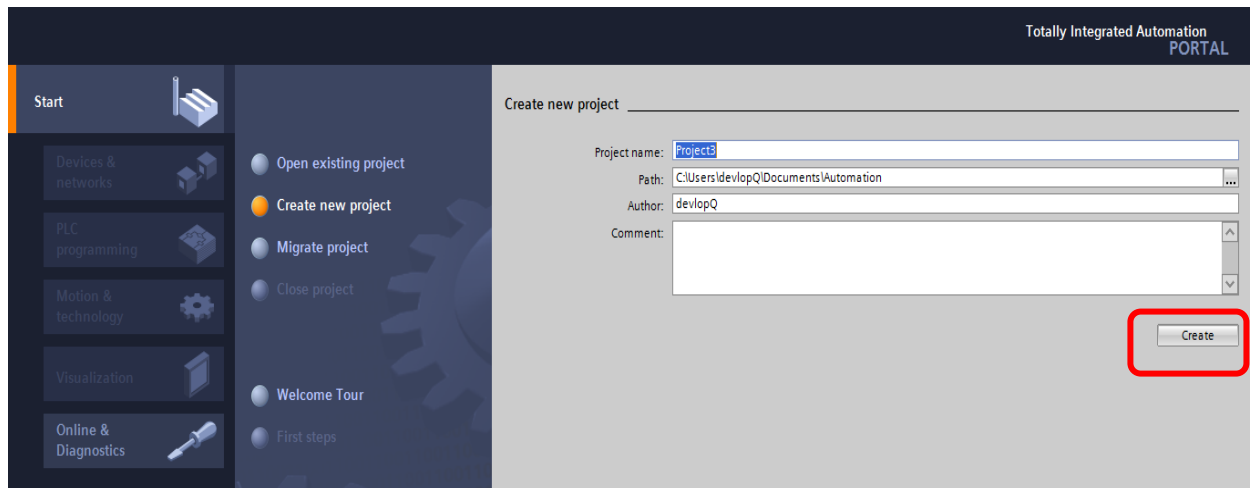 Totally Integrated Automation
PORTAL
Start
Devices &
networks
PLC
programming
Motion &
technology
Visualization
Online &
Diagnostics
Open existing project
Create new project
Migrate project
Close project
Welcome Tour
First steps
Create new project
Project name: Project3
Path: C:\Users\devlopQ\Documents\Automation ...
Author: devlopQ
Comment:
Create